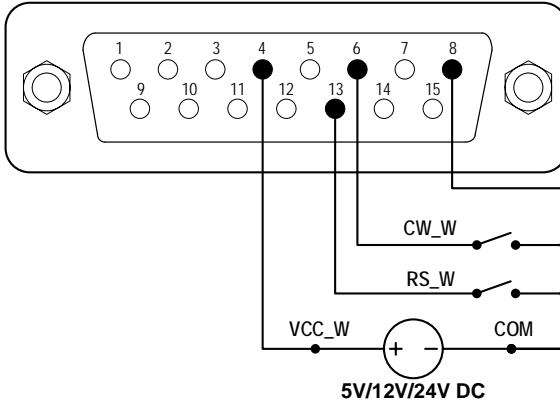 1 2 3 4 5 6 7 8
9 10 11 12 13 14 15
CW_W
RS_W
VCC_W + − COM
5V/12V/24V DC